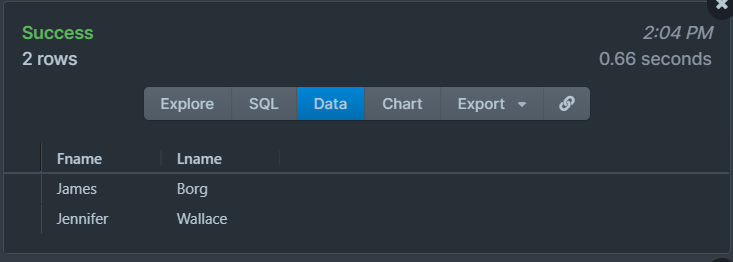 Success 2:04 PM
2 rows 0.66 seconds
Explore SQL Data Chart Export
Fname Lname
James Borg
Jennifer Wallace